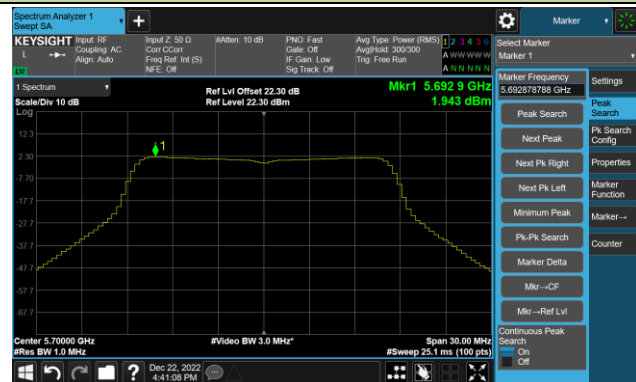 Spectrum Analyzer 1
Swept SA
Marker
KEYSIGHT
L
LXI
Input: RF
Coupling: AC
Align: Auto
Input Z: 50 Ω
Corr CCorr
Freq Ref: Int (S)
NFE: Off
#Atten: 10 dB
PNO: Fast
Gate: Off
IF Gain: Low
Sig Track: Off
Avg Type: Power (RMS)
Avg|Hold: 300/300
Trig: Free Run
1 2 3 4 5 6
A W W W W W
A N N N N N
Select Marker
Marker 1
1 Spectrum
Scale/Div 10 dB
Log
Ref Lvl Offset 22.30 dB
Ref Level 22.30 dBm
Mkr1 5.692 9 GHz
1.943 dBm
1
12.3
2.30
-7.70
-17.7
-27.7
-37.7
-47.7
-57.7
-67.7
Center 5.70000 GHz
#Res BW 1.0 MHz
#Video BW 3.0 MHz*
Span 30.00 MHz
#Sweep 25.1 ms (100 pts)
Marker Frequency
5.692878788 GHz
Peak Search
Next Peak
Next Pk Right
Next Pk Left
Minimum Peak
Pk-Pk Search
Marker Delta
Mkr→CF
Mkr→Ref Lvl
Continuous Peak
Search
On
Off
Settings
Peak
Search
Pk Search
Config
Properties
Marker
Function
Marker→
Counter
Dec 22, 2022
4:41:08 PM